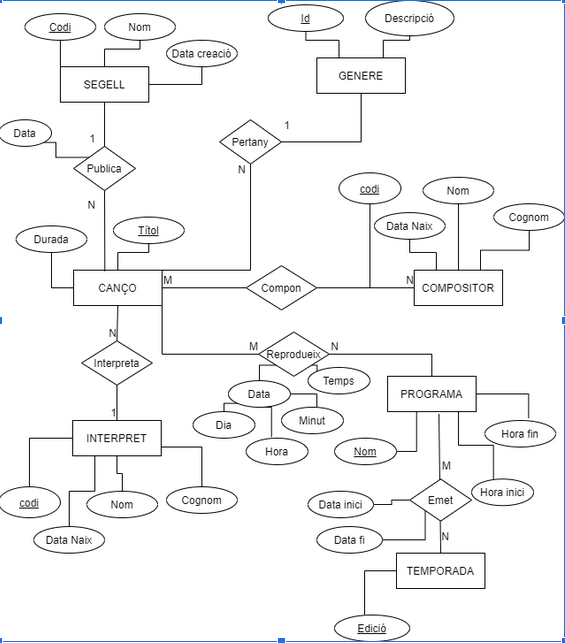 Codi
Nom
Id
Descripció
Data creació
SEGELL
GENERE
Data
1
1
Pertany
Publica
N
N
codi
Nom
Durada
Títol
Data Naix
Cognom
CANÇO
M
Compon
N
COMPOSITOR
N
M
N
Reprodueix
Interpreta
Temps
Data
PROGRAMA
1
Dia
Minut
INTERPRET
Hora
Nom
Hora fin
M
codi
Nom
Cognom
Data inici
Emet
Hora inici
Data Naix
Data fi
N
TEMPORADA
Edició